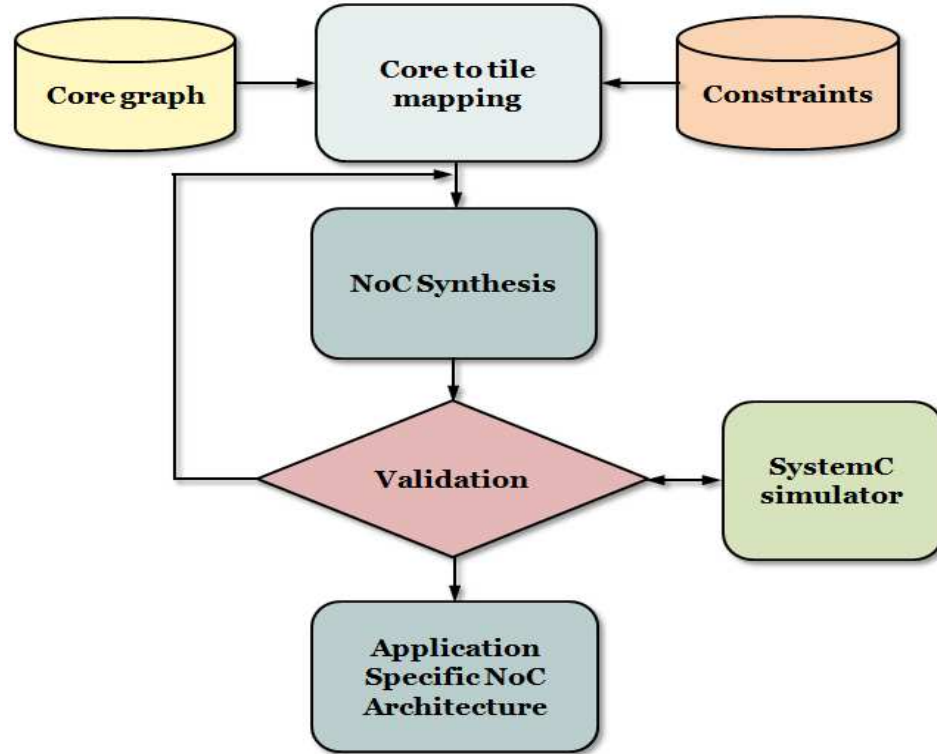 Core graph
Core to tile
mapping
Constraints
NoC Synthesis
Validation
SystemC
simulator
Application
Specific NoC
Architecture